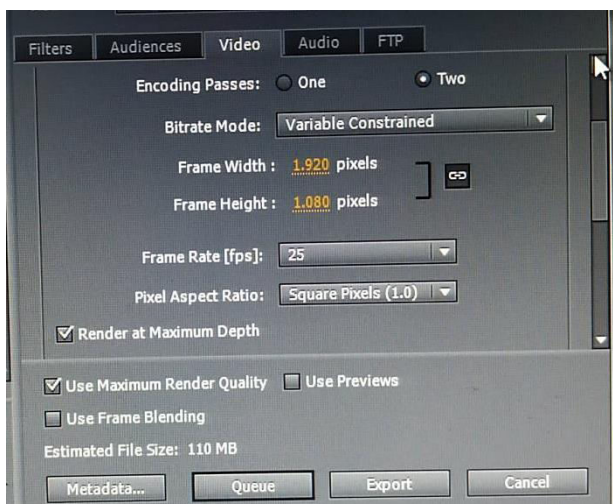 Filters Audiences Video Audio FTP
Encoding Passes: One Two
Bitrate Mode: Variable Constrained
Frame Width : 1.920 pixels
Frame Height : 1.080 pixels
Frame Rate [fps]: 25
Pixel Aspect Ratio: Square Pixels (1.0)
Render at Maximum Depth
Use Maximum Render Quality Use Previews
Use Frame Blending
Estimated File Size: 110 MB
Metadata... Queue Export Cancel